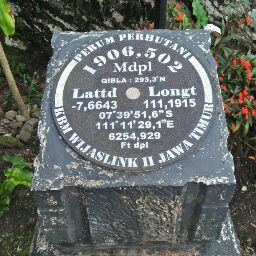 PERUM PERHUTANI
1906,502
Mdpl
QIBLA : 293,3°N
Lattd Longt
-7,6643 111,1915
07°39'51,6"S
111°11'29,1"E
6254,929
Ft dpl
KBM WIJASLINK II JAWA TIMUR